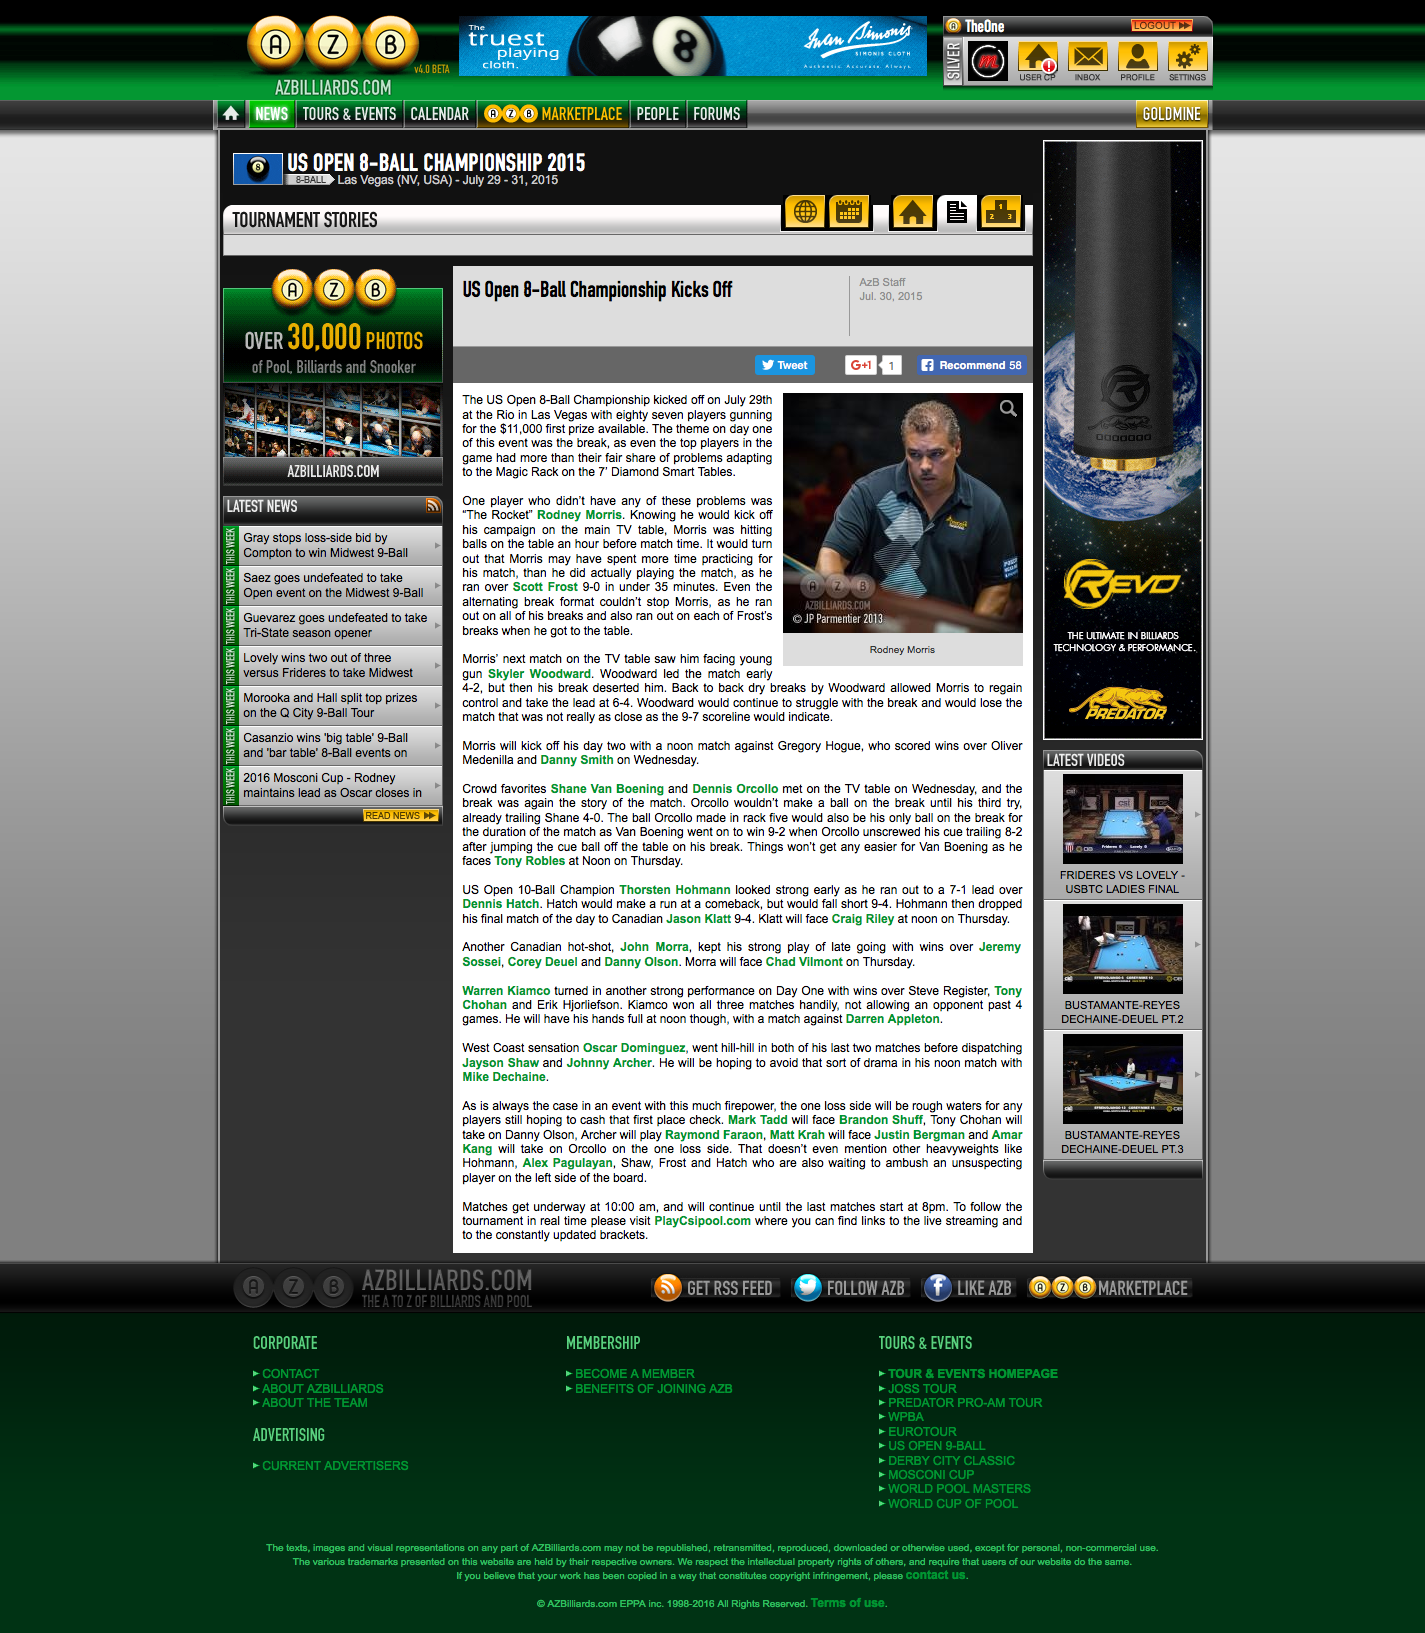 A Z B
v4.0 BETA
AZBILLIARDS.COM
The
truest
playing
cloth.
8
Iwan Simonis
SIMONIS CLOTH
Authentic. Accurate. Always.
TheOne
LOGOUT
SILVER
USER CP
INBOX
PROFILE
SETTINGS
NEWS
TOURS & EVENTS
CALENDAR
AZB MARKETPLACE
PEOPLE
FORUMS
GOLDMINE
US OPEN 8-BALL CHAMPIONSHIP 2015
8-BALL
Las Vegas (NV, USA) - July 29 - 31, 2015
TOURNAMENT STORIES
A Z B
OVER 30,000 PHOTOS
of Pool, Billiards and Snooker
AZBILLIARDS.COM
LATEST NEWS
THIS WEEK
Gray stops loss-side bid by
Compton to win Midwest 9-Ball
THIS WEEK
Saez goes undefeated to take
Open event on the Midwest 9-Ball
THIS WEEK
Guevarez goes undefeated to take
Tri-State season opener
THIS WEEK
Lovely wins two out of three
versus Frideres to take Midwest
THIS WEEK
Morooka and Hall split top prizes
on the Q City 9-Ball Tour
THIS WEEK
Casanzio wins 'big table' 9-Ball
and 'bar table' 8-Ball events on
THIS WEEK
2016 Mosconi Cup - Rodney
maintains lead as Oscar closes in
READ NEWS
US Open 8-Ball Championship Kicks Off
AzB Staff
Jul. 30, 2015
Tweet
G+1
1
Recommend 58
The US Open 8-Ball Championship kicked off on July 29th
at the Rio in Las Vegas with eighty seven players gunning
for the $11,000 first prize available. The theme on day one
of this event was the break, as even the top players in the
game had more than their fair share of problems adapting
to the Magic Rack on the 7’ Diamond Smart Tables.
One player who didn’t have any of these problems was
“The Rocket” Rodney Morris. Knowing he would kick off
his campaign on the main TV table, Morris was hitting
balls on the table an hour before match time. It would turn
out that Morris may have spent more time practicing for
his match, than he did actually playing the match, as he
ran over Scott Frost 9-0 in under 35 minutes. Even the
alternating break format couldn’t stop Morris, as he ran
out on all of his breaks and also ran out on each of Frost’s
breaks when he got to the table.
A Z B
AZBILLIARDS.COM
© JP Parmentier 2013
Rodney Morris
Morris’ next match on the TV table saw him facing young
gun Skyler Woodward. Woodward led the match early
4-2, but then his break deserted him. Back to back dry breaks by Woodward allowed Morris to regain
control and take the lead at 6-4. Woodward would continue to struggle with the break and would lose the
match that was not really as close as the 9-7 scoreline would indicate.
Morris will kick off his day two with a noon match against Gregory Hogue, who scored wins over Oliver
Medenilla and Danny Smith on Wednesday.
Crowd favorites Shane Van Boening and Dennis Orcollo met on the TV table on Wednesday, and the
break was again the story of the match. Orcollo wouldn’t make a ball on the break until his third try,
already trailing Shane 4-0. The ball Orcollo made in rack five would also be his only ball on the break for
the duration of the match as Van Boening went on to win 9-2 when Orcollo unscrewed his cue trailing 8-2
after jumping the cue ball off the table on his break. Things won’t get any easier for Van Boening as he
faces Tony Robles at Noon on Thursday.
US Open 10-Ball Champion Thorsten Hohmann looked strong early as he ran out to a 7-1 lead over
Dennis Hatch. Hatch would make a run at a comeback, but would fall short 9-4. Hohmann then dropped
his final match of the day to Canadian Jason Klatt 9-4. Klatt will face Craig Riley at noon on Thursday.
Another Canadian hot-shot, John Morra, kept his strong play of late going with wins over Jeremy
Sossei, Corey Deuel and Danny Olson. Morra will face Chad Vilmont on Thursday.
Warren Kiamco turned in another strong performance on Day One with wins over Steve Register, Tony
Chohan and Erik Hjorliefson. Kiamco won all three matches handily, not allowing an opponent past 4
games. He will have his hands full at noon though, with a match against Darren Appleton.
West Coast sensation Oscar Dominguez, went hill-hill in both of his last two matches before dispatching
Jayson Shaw and Johnny Archer. He will be hoping to avoid that sort of drama in his noon match with
Mike Dechaine.
As is always the case in an event with this much firepower, the one loss side will be rough waters for any
players still hoping to cash that first place check. Mark Tadd will face Brandon Shuff, Tony Chohan will
take on Danny Olson, Archer will play Raymond Faraon, Matt Krah will face Justin Bergman and Amar
Kang will take on Orcollo on the one loss side. That doesn’t even mention other heavyweights like
Hohmann, Alex Pagulayan, Shaw, Frost and Hatch who are also waiting to ambush an unsuspecting
player on the left side of the board.
Matches get underway at 10:00 am, and will continue until the last matches start at 8pm. To follow the
tournament in real time please visit PlayCsipool.com where you can find links to the live streaming and
to the constantly updated brackets.
REVO
THE ULTIMATE IN BILLIARDS
TECHNOLOGY & PERFORMANCE.
PREDATOR
LATEST VIDEOS
FRIDERES VS LOVELY -
USBTC LADIES FINAL
BUSTAMANTE-REYES
DECHAINE-DEUEL PT.2
BUSTAMANTE-REYES
DECHAINE-DEUEL PT.3
A Z B
AZBILLIARDS.COM
THE A TO Z OF BILLIARDS AND POOL
GET RSS FEED
FOLLOW AZB
LIKE AZB
AZB MARKETPLACE
CORPORATE
CONTACT
ABOUT AZBILLIARDS
ABOUT THE TEAM
ADVERTISING
CURRENT ADVERTISERS
MEMBERSHIP
BECOME A MEMBER
BENEFITS OF JOINING AZB
TOURS & EVENTS
TOUR & EVENTS HOMEPAGE
JOSS TOUR
PREDATOR PRO-AM TOUR
WPBA
EUROTOUR
US OPEN 9-BALL
DERBY CITY CLASSIC
MOSCONI CUP
WORLD POOL MASTERS
WORLD CUP OF POOL
The texts, images and visual representations on any part of AZBilliards.com may not be republished, retransmitted, reproduced, downloaded or otherwise used, except for personal, non-commercial use.
The various trademarks presented on this website are held by their respective owners. We respect the intellectual property rights of others, and require that users of our website do the same.
If you believe that your work has been copied in a way that constitutes copyright infringement, please contact us.
© AZBilliards.com EPPA inc. 1998-2016 All Rights Reserved. Terms of use.